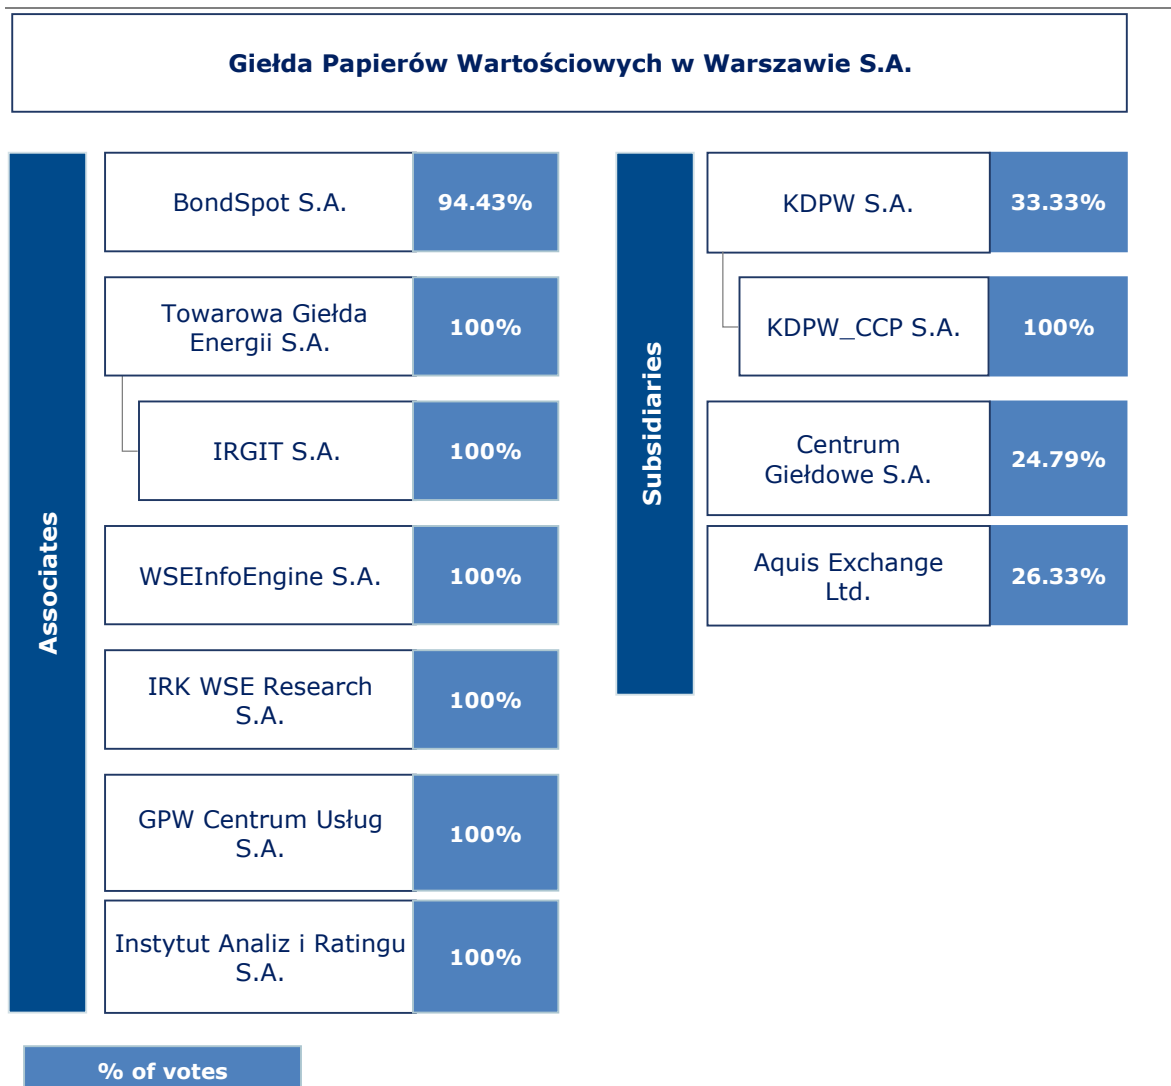 Giełda Papierów Wartościowych w Warszawie S.A.
Associates
BondSpot S.A.
94.43%
Towarowa Giełda
Energii S.A.
100%
IRGIT S.A.
100%
WSEInfoEngine S.A.
100%
IRK WSE Research
S.A.
100%
GPW Centrum Usług
S.A.
100%
Instytut Analiz i Ratingu
S.A.
100%
Subsidiaries
KDPW S.A.
33.33%
KDPW_CCP S.A.
100%
Centrum
Giełdowe S.A.
24.79%
Aquis Exchange
Ltd.
26.33%
% of votes